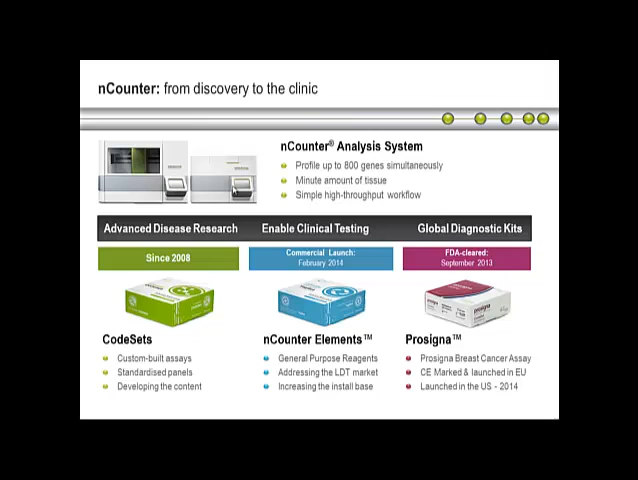 nCounter: from discovery to the clinic
nCounter® Analysis System
Profile up to 800 genes simultaneously
Minute amount of tissue
Simple high-throughput workflow
Advanced Disease Research
Enable Clinical Testing
Global Diagnostic Kits
Since 2008
Commercial Launch:
February 2014
FDA-cleared:
September 2013
CodeSets
Custom-built assays
Standardised panels
Developing the content
nCounter Elements™
General Purpose Reagents
Addressing the LDT market
Increasing the install base
prosigna
Prosigna™
Prosigna Breast Cancer Assay
CE Marked & launched in EU
Launched in the US - 2014